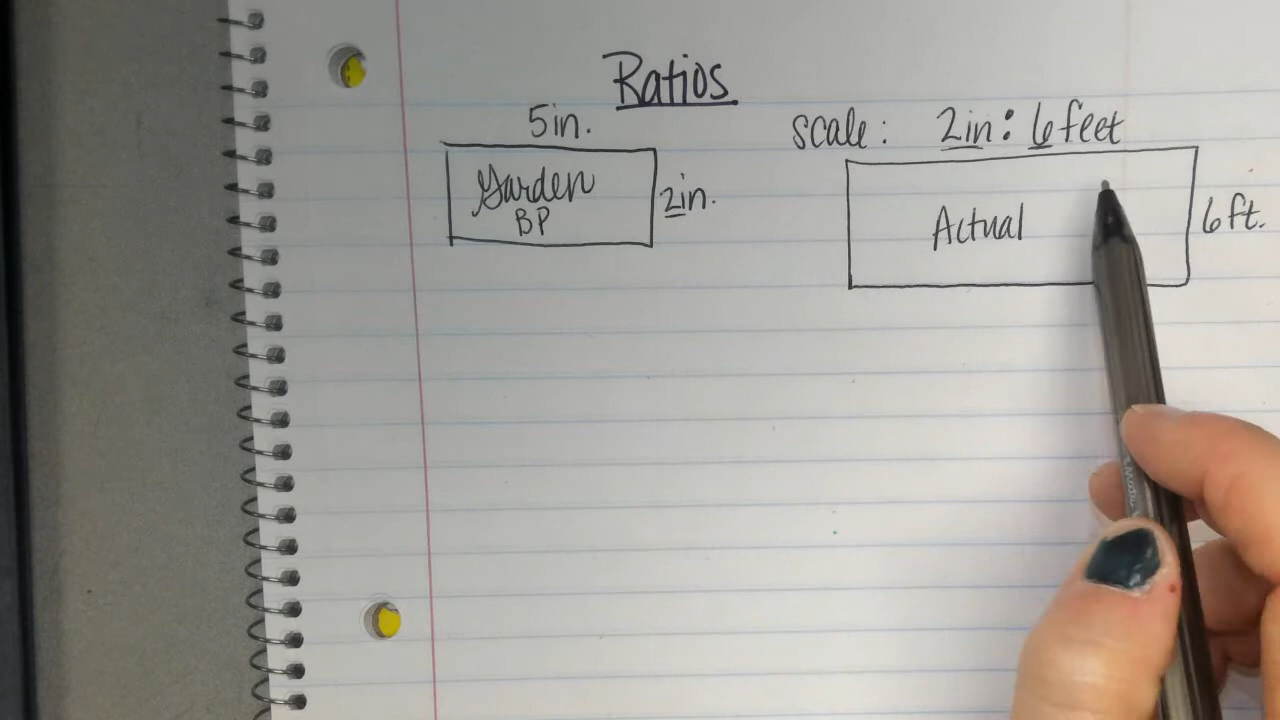 Ratios
5in.
scale: 2in: 6feet
Garden
BP
2in.
Actual
6ft.